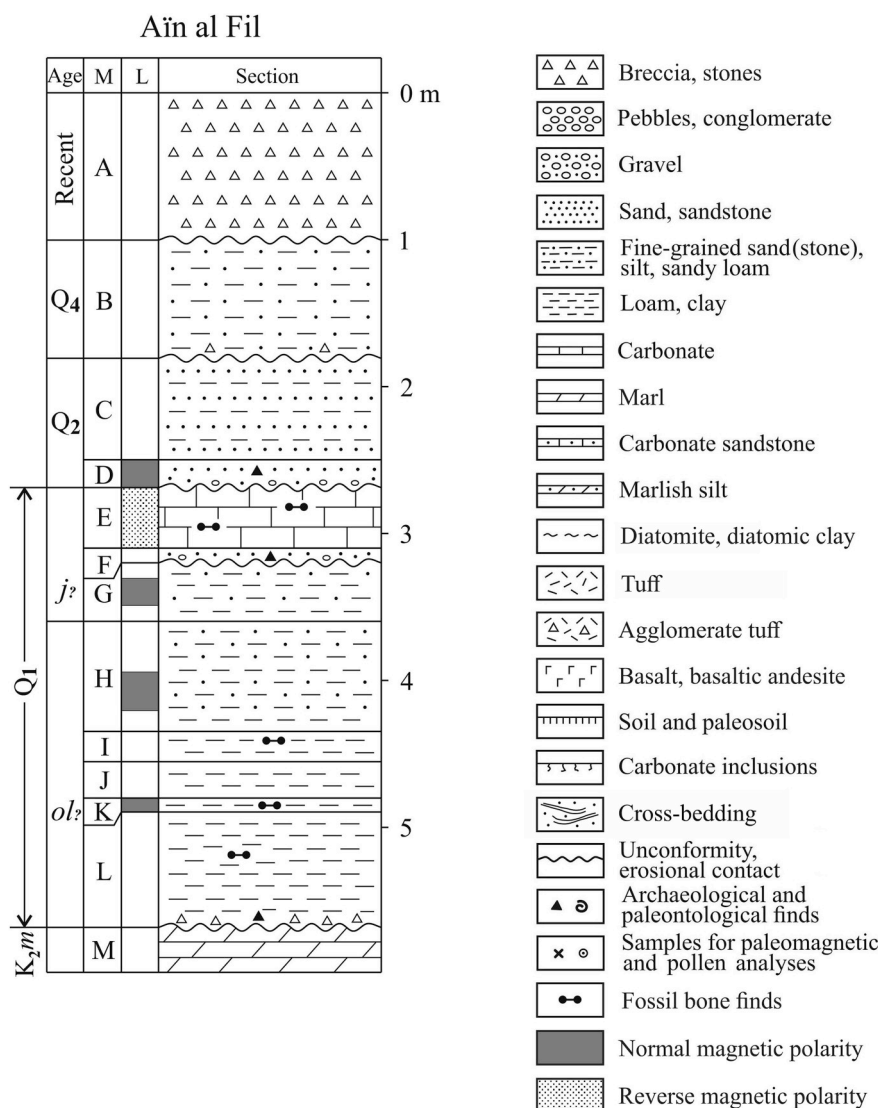 Aïn al Fil
Age M L Section
0 m
Recent
A
1
Q4
B
2
Q2
C
D
E
3
F
j?
G
Q1
H
4
I
J
ol?
K
5
L
K2m
M
Breccia, stones
Pebbles, conglomerate
Gravel
Sand, sandstone
Fine-grained sand(stone),
silt, sandy loam
Loam, clay
Carbonate
Marl
Carbonate sandstone
Marlish silt
Diatomite, diatomic clay
Tuff
Agglomerate tuff
Basalt, basaltic andesite
Soil and paleosoil
Carbonate inclusions
Cross-bedding
Unconformity,
erosional contact
Archaeological and
paleontological finds
Samples for paleomagnetic
and pollen analyses
Fossil bone finds
Normal magnetic polarity
Reverse magnetic polarity